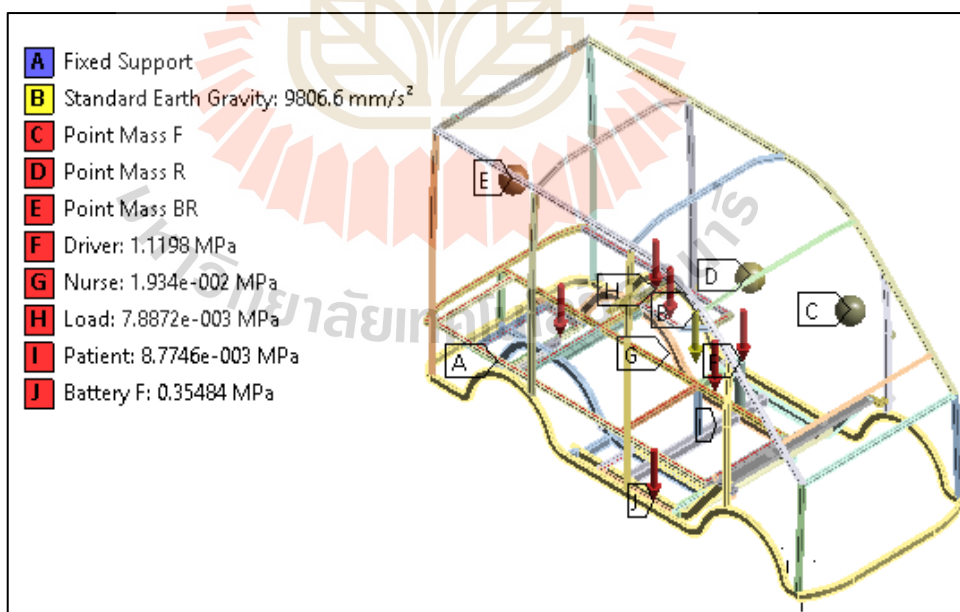 A Fixed Support
B Standard Earth Gravity: 9806.6 mm/s²
C Point Mass F
D Point Mass R
E Point Mass BR
F Driver: 1.1198 MPa
G Nurse: 1.934e-002 MPa
H Load: 7.8872e-003 MPa
I Patient: 8.7746e-003 MPa
J Battery F: 0.35484 MPa
E
H
D
B
C
A
G
J